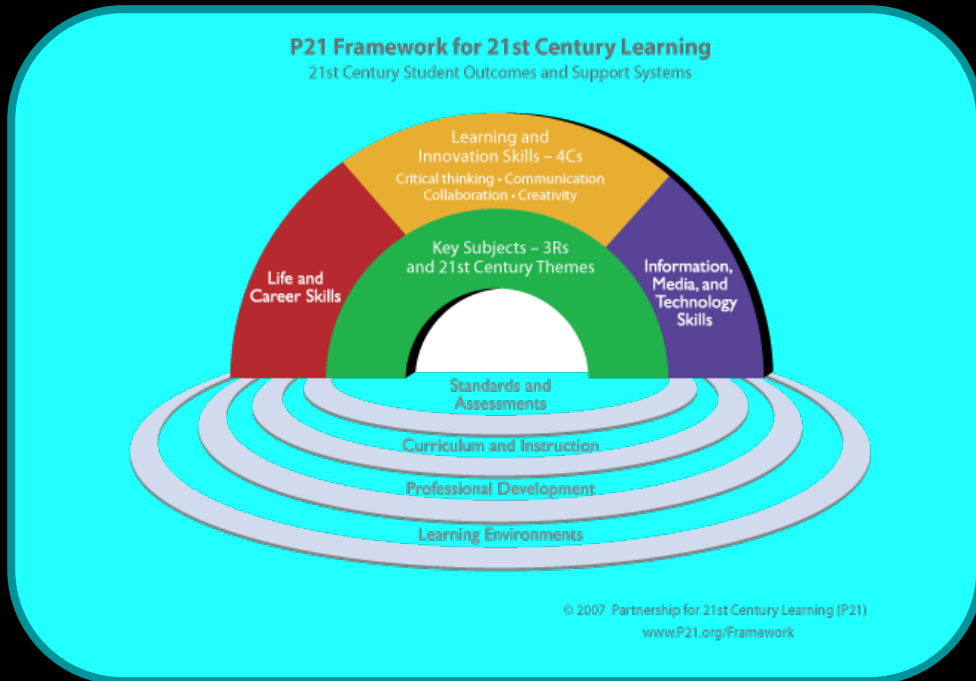 P21 Framework for 21st Century Learning
21st Century Student Outcomes and Support Systems
Learning and
Innovation Skills – 4Cs
Critical thinking • Communication
Collaboration • Creativity
Key Subjects – 3Rs
and 21st Century Themes
Life and
Career Skills
Information,
Media, and
Technology
Skills
Standards and
Assessments
Curriculum and Instruction
Professional Development
Learning Environments
© 2007 Partnership for 21st Century Learning (P21)
www.P21.org/Framework